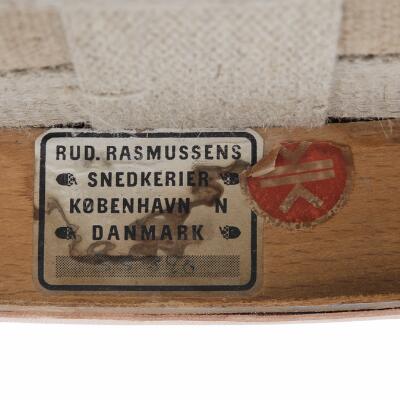 RUD. RASMUSSENS
SNEDKERIER
KØBENHAVN N
DANMARK